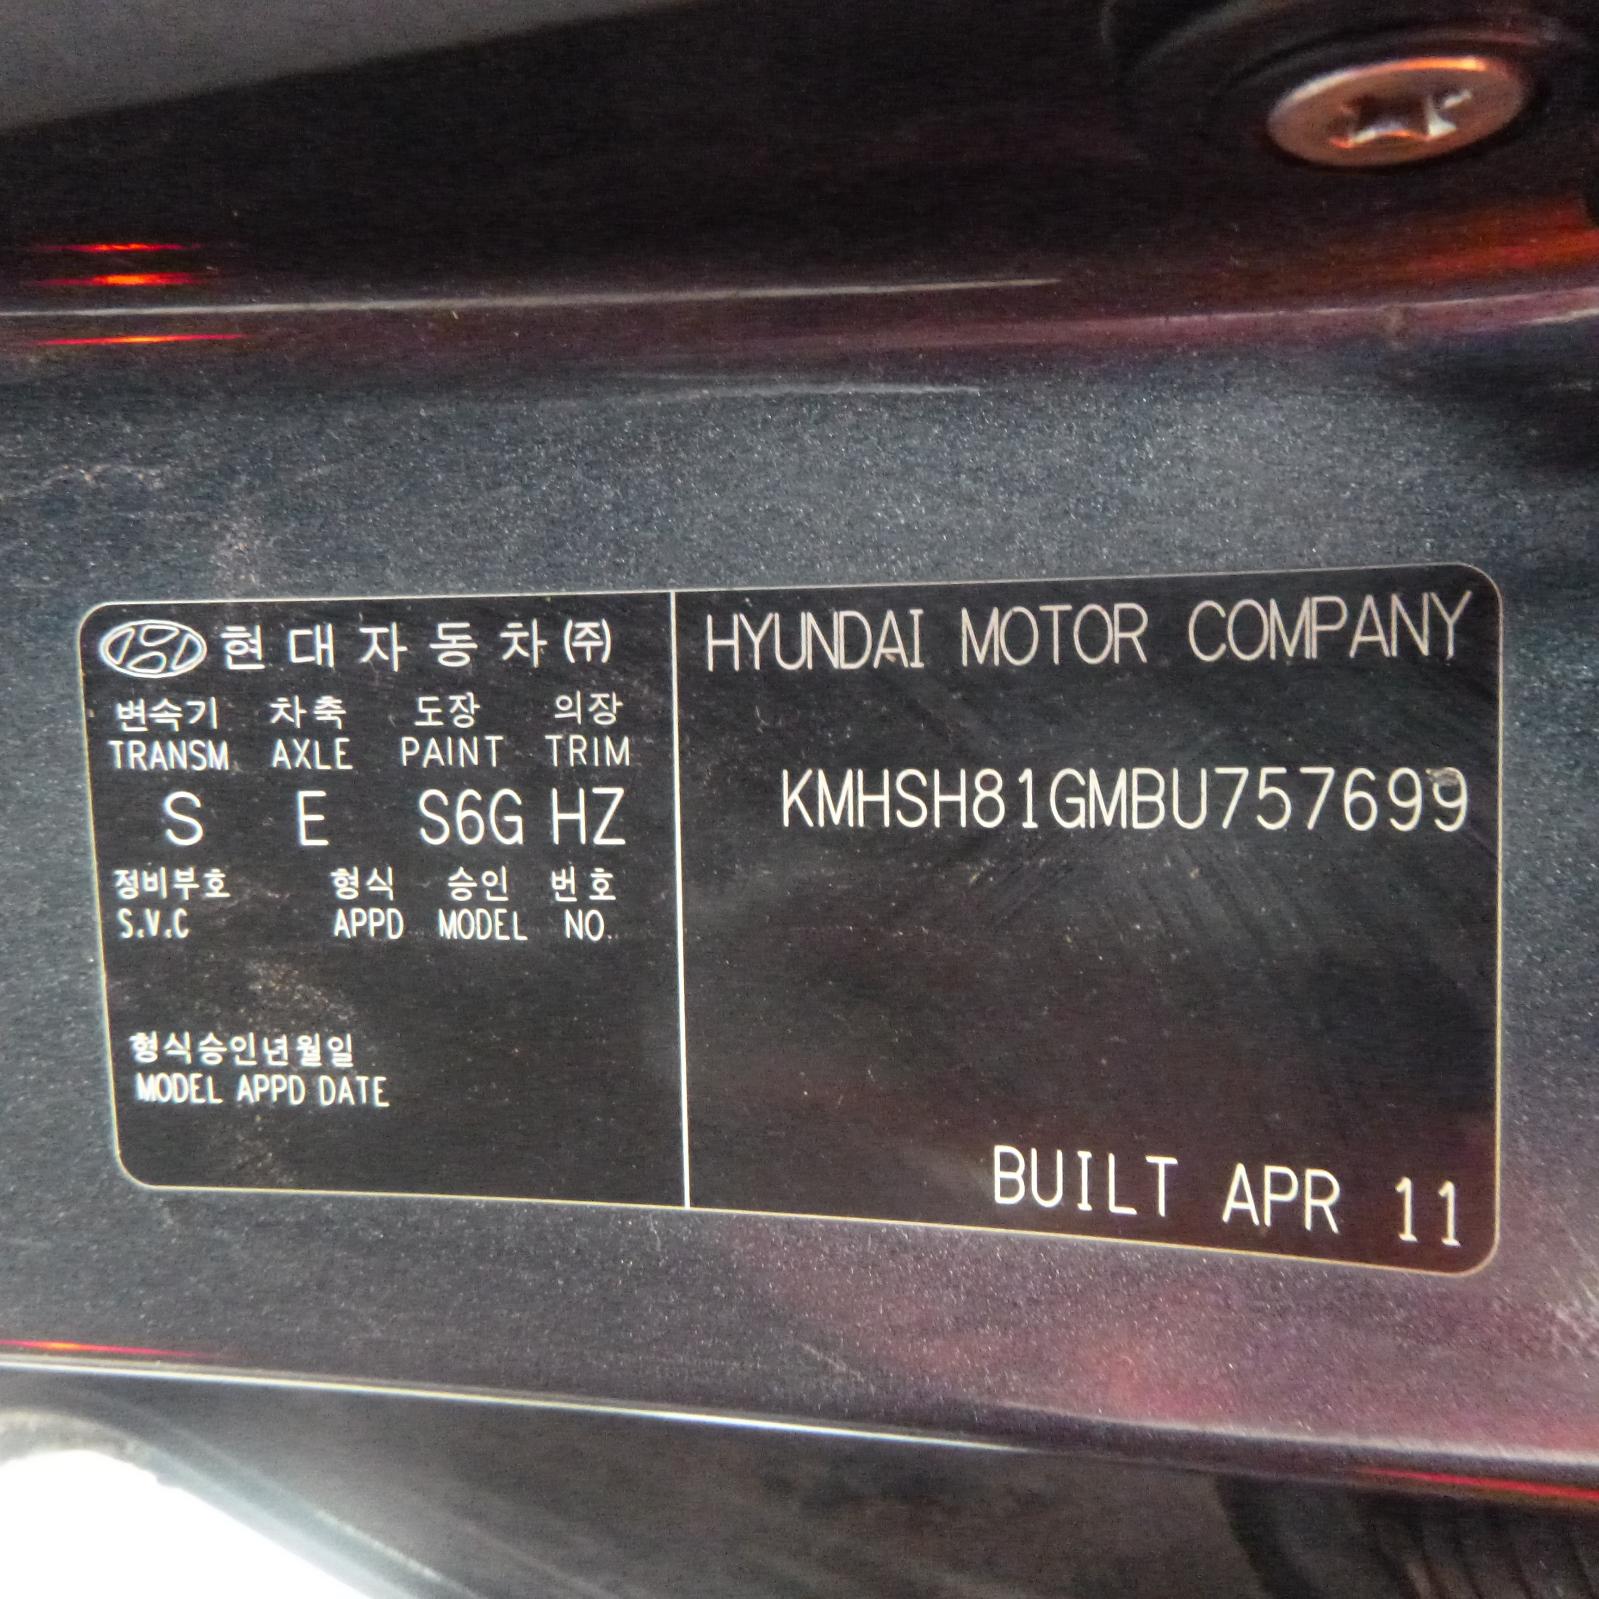 현대자동차(주)
변속기 차축 도장 의장
TRANSM AXLE PAINT TRIM
S E S6G HZ
정비부호 형식 승인 번호
S.V.C APPD MODEL NO.
형식승인년월일
MODEL APPD DATE
HYUNDAI MOTOR COMPANY
KMHSH81GMBU757699
BUILT APR 11